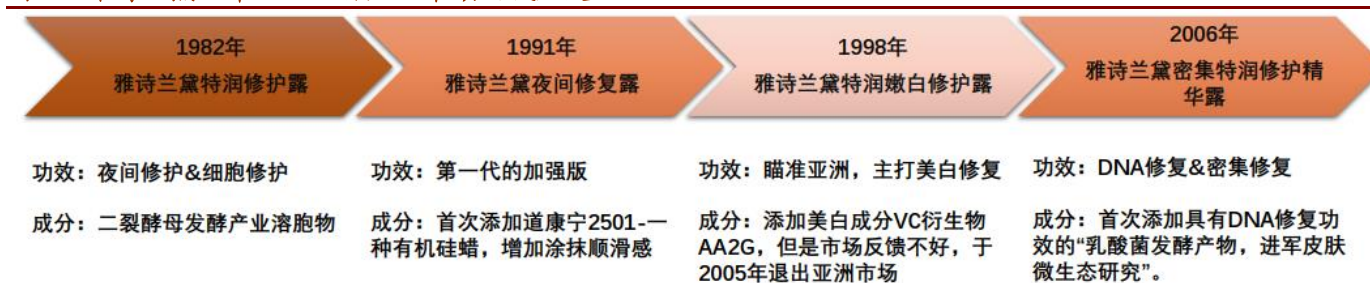 1982年
雅诗兰黛特润修护露
1991年
雅诗兰黛夜间修复露
1998年
雅诗兰黛特润嫩白修护露
2006年
雅诗兰黛密集特润修护精
华露
功效：夜间修护&细胞修护
成分：二裂酵母发酵产业溶胞物
功效：第一代的加强版
成分：首次添加道康宁2501-一
种有机硅蜡，增加涂抹顺滑感
功效：瞄准亚洲，主打美白修复
成分：添加美白成分VC衍生物
AA2G，但是市场反馈不好，于
2005年退出亚洲市场
功效：DNA修复&密集修复
成分：首次添加具有DNA修复功
效的“乳酸菌发酵产物，进军皮肤
微生态研究”。